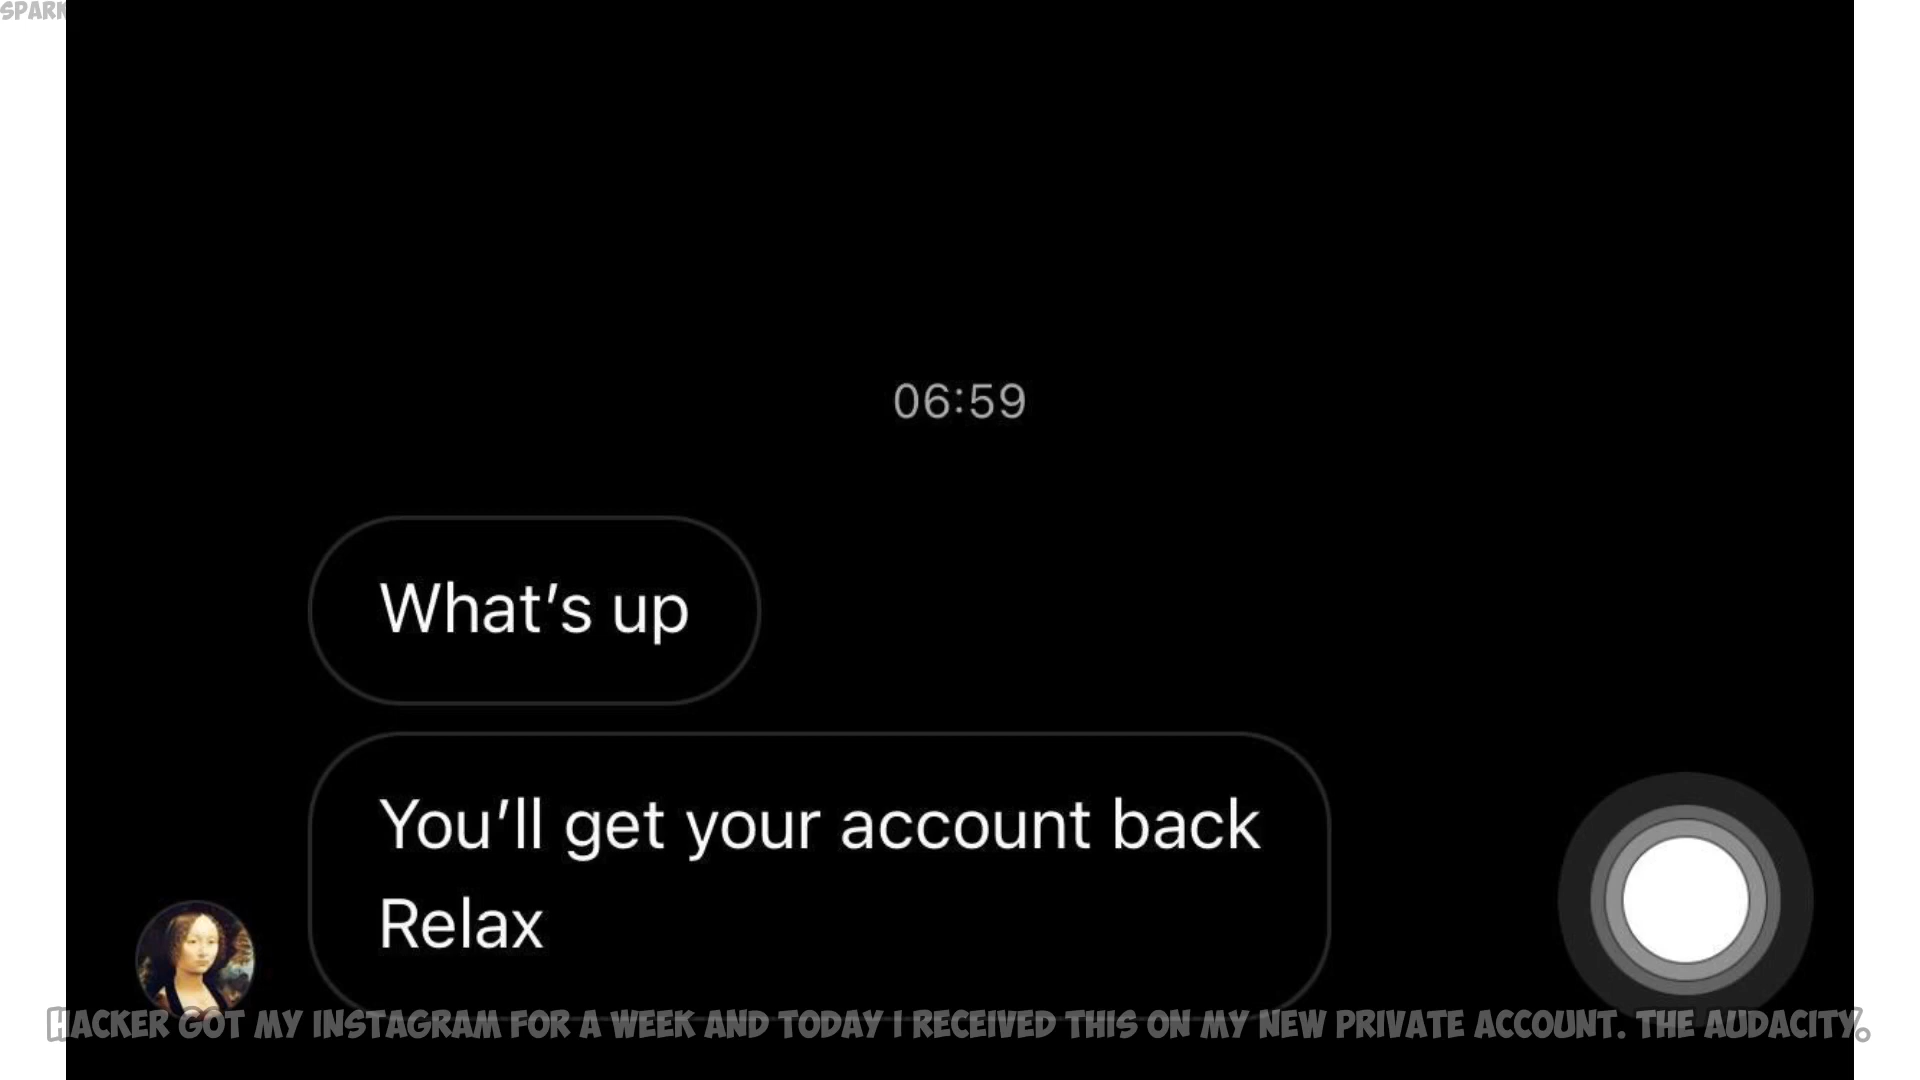 SPARK
06:59
What’s up
You’ll get your account back
Relax
HACKER GOT MY INSTAGRAM FOR A WEEK AND TODAY I RECEIVED THIS ON MY NEW PRIVATE ACCOUNT. THE AUDACITY.